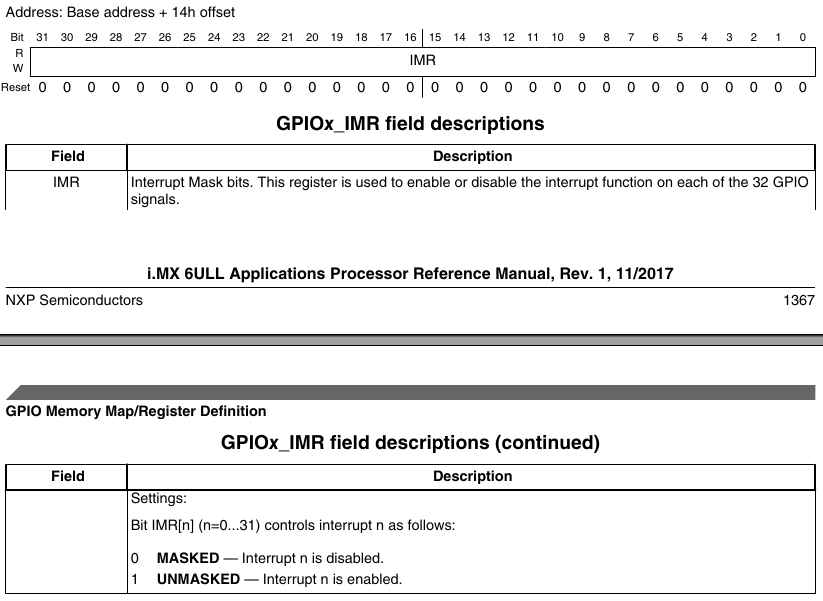 Address: Base address + 14h offset
Bit 31 30 29 28 27 26 25 24 23 22 21 20 19 18 17 16 15 14 13 12 11 10 9 8 7 6 5 4 3 2 1 0
R
IMR
W
Reset 0 0 0 0 0 0 0 0 0 0 0 0 0 0 0 0 0 0 0 0 0 0 0 0 0 0 0 0 0 0 0 0
GPIOx_IMR field descriptions
Field Description
IMR Interrupt Mask bits. This register is used to enable or disable the interrupt function on each of the 32 GPIO
signals.
i.MX 6ULL Applications Processor Reference Manual, Rev. 1, 11/2017
NXP Semiconductors 1367
GPIO Memory Map/Register Definition
GPIOx_IMR field descriptions (continued)
Field Description
Settings:
Bit IMR[n] (n=0...31) controls interrupt n as follows:
0 MASKED — Interrupt n is disabled.
1 UNMASKED — Interrupt n is enabled.